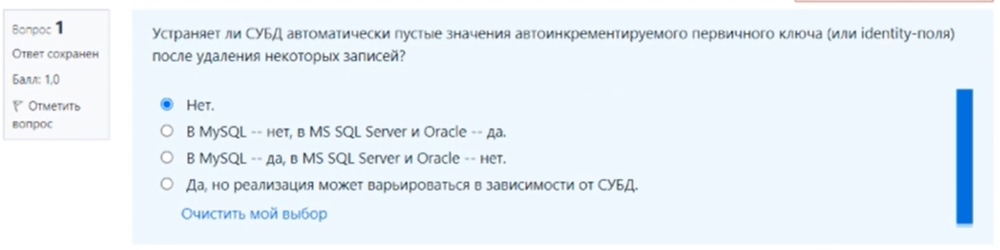 Вопрос 1
Ответ сохранен
Балл: 1,0
Отметить
вопрос
Устраняет ли СУБД автоматически пустые значения автоинкрементируемого первичного ключа (или identity-поля)
после удаления некоторых записей?
Нет.
В MySQL -- нет, в MS SQL Server и Oracle -- да.
В MySQL -- да, в MS SQL Server и Oracle -- нет.
Да, но реализация может варьироваться в зависимости от СУБД.
Очистить мой выбор